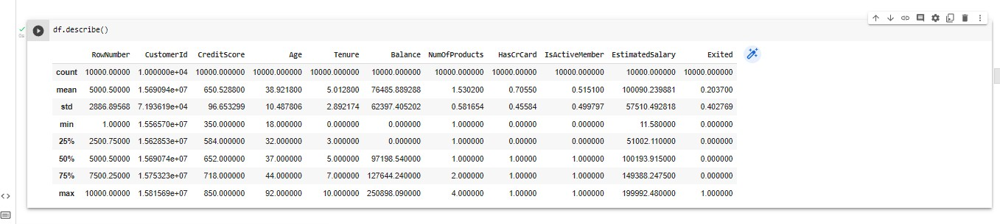 df.describe()
RowNumber CustomerId CreditScore Age Tenure Balance NumOfProducts HasCrCard IsActiveMember EstimatedSalary Exited
count 10000.00000 1.000000e+04 10000.000000 10000.000000 10000.000000 10000.000000 10000.000000 10000.00000 10000.000000 10000.000000 10000.000000
mean 5000.50000 1.569094e+07 650.528800 38.921800 5.012800 76485.889288 1.530200 0.70550 0.515100 100090.239881 0.203700
std 2886.89568 7.193619e+04 96.653299 10.487806 2.892174 62397.405202 0.581654 0.45584 0.499797 57510.492818 0.402769
min 1.00000 1.556570e+07 350.000000 18.000000 0.000000 0.000000 1.000000 0.00000 0.000000 11.580000 0.000000
25% 2500.75000 1.562853e+07 584.000000 32.000000 3.000000 0.000000 1.000000 0.00000 0.000000 51002.110000 0.000000
50% 5000.50000 1.569074e+07 652.000000 37.000000 5.000000 97198.540000 1.000000 1.00000 1.000000 100193.915000 0.000000
75% 7500.25000 1.575323e+07 718.000000 44.000000 7.000000 127644.240000 2.000000 1.00000 1.000000 149388.247500 0.000000
max 10000.00000 1.581569e+07 850.000000 92.000000 10.000000 250898.090000 4.000000 1.00000 1.000000 199992.480000 1.000000